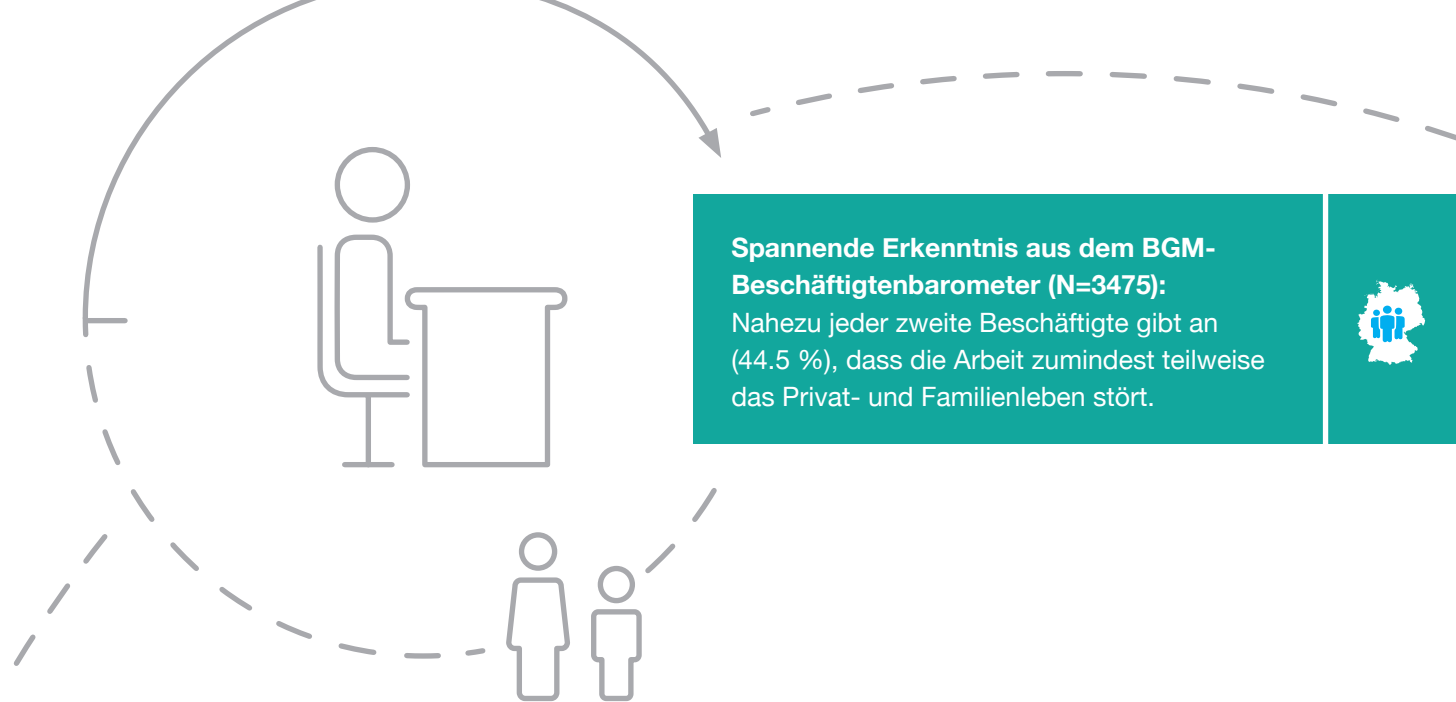 Spannende Erkenntnis aus dem BGM-
Beschäftigtenbarometer (N=3475):
Nahezu jeder zweite Beschäftigte gibt an
(44.5 %), dass die Arbeit zumindest teilweise
das Privat- und Familienleben stört.